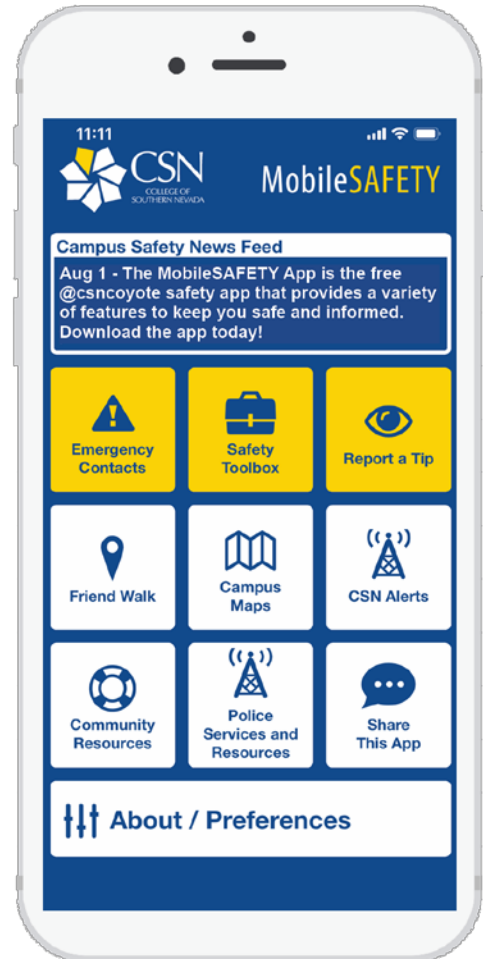 11:11
CSN
COLLEGE OF
SOUTHERN NEVADA
MobileSAFETY
Campus Safety News Feed
Aug 1 - The MobileSAFETY App is the free
@csncoyote safety app that provides a variety
of features to keep you safe and informed.
Download the app today!
Emergency
Contacts
Safety
Toolbox
Report a Tip
Friend Walk
Campus
Maps
CSN Alerts
Community
Resources
Police
Services and
Resources
Share
This App
About / Preferences